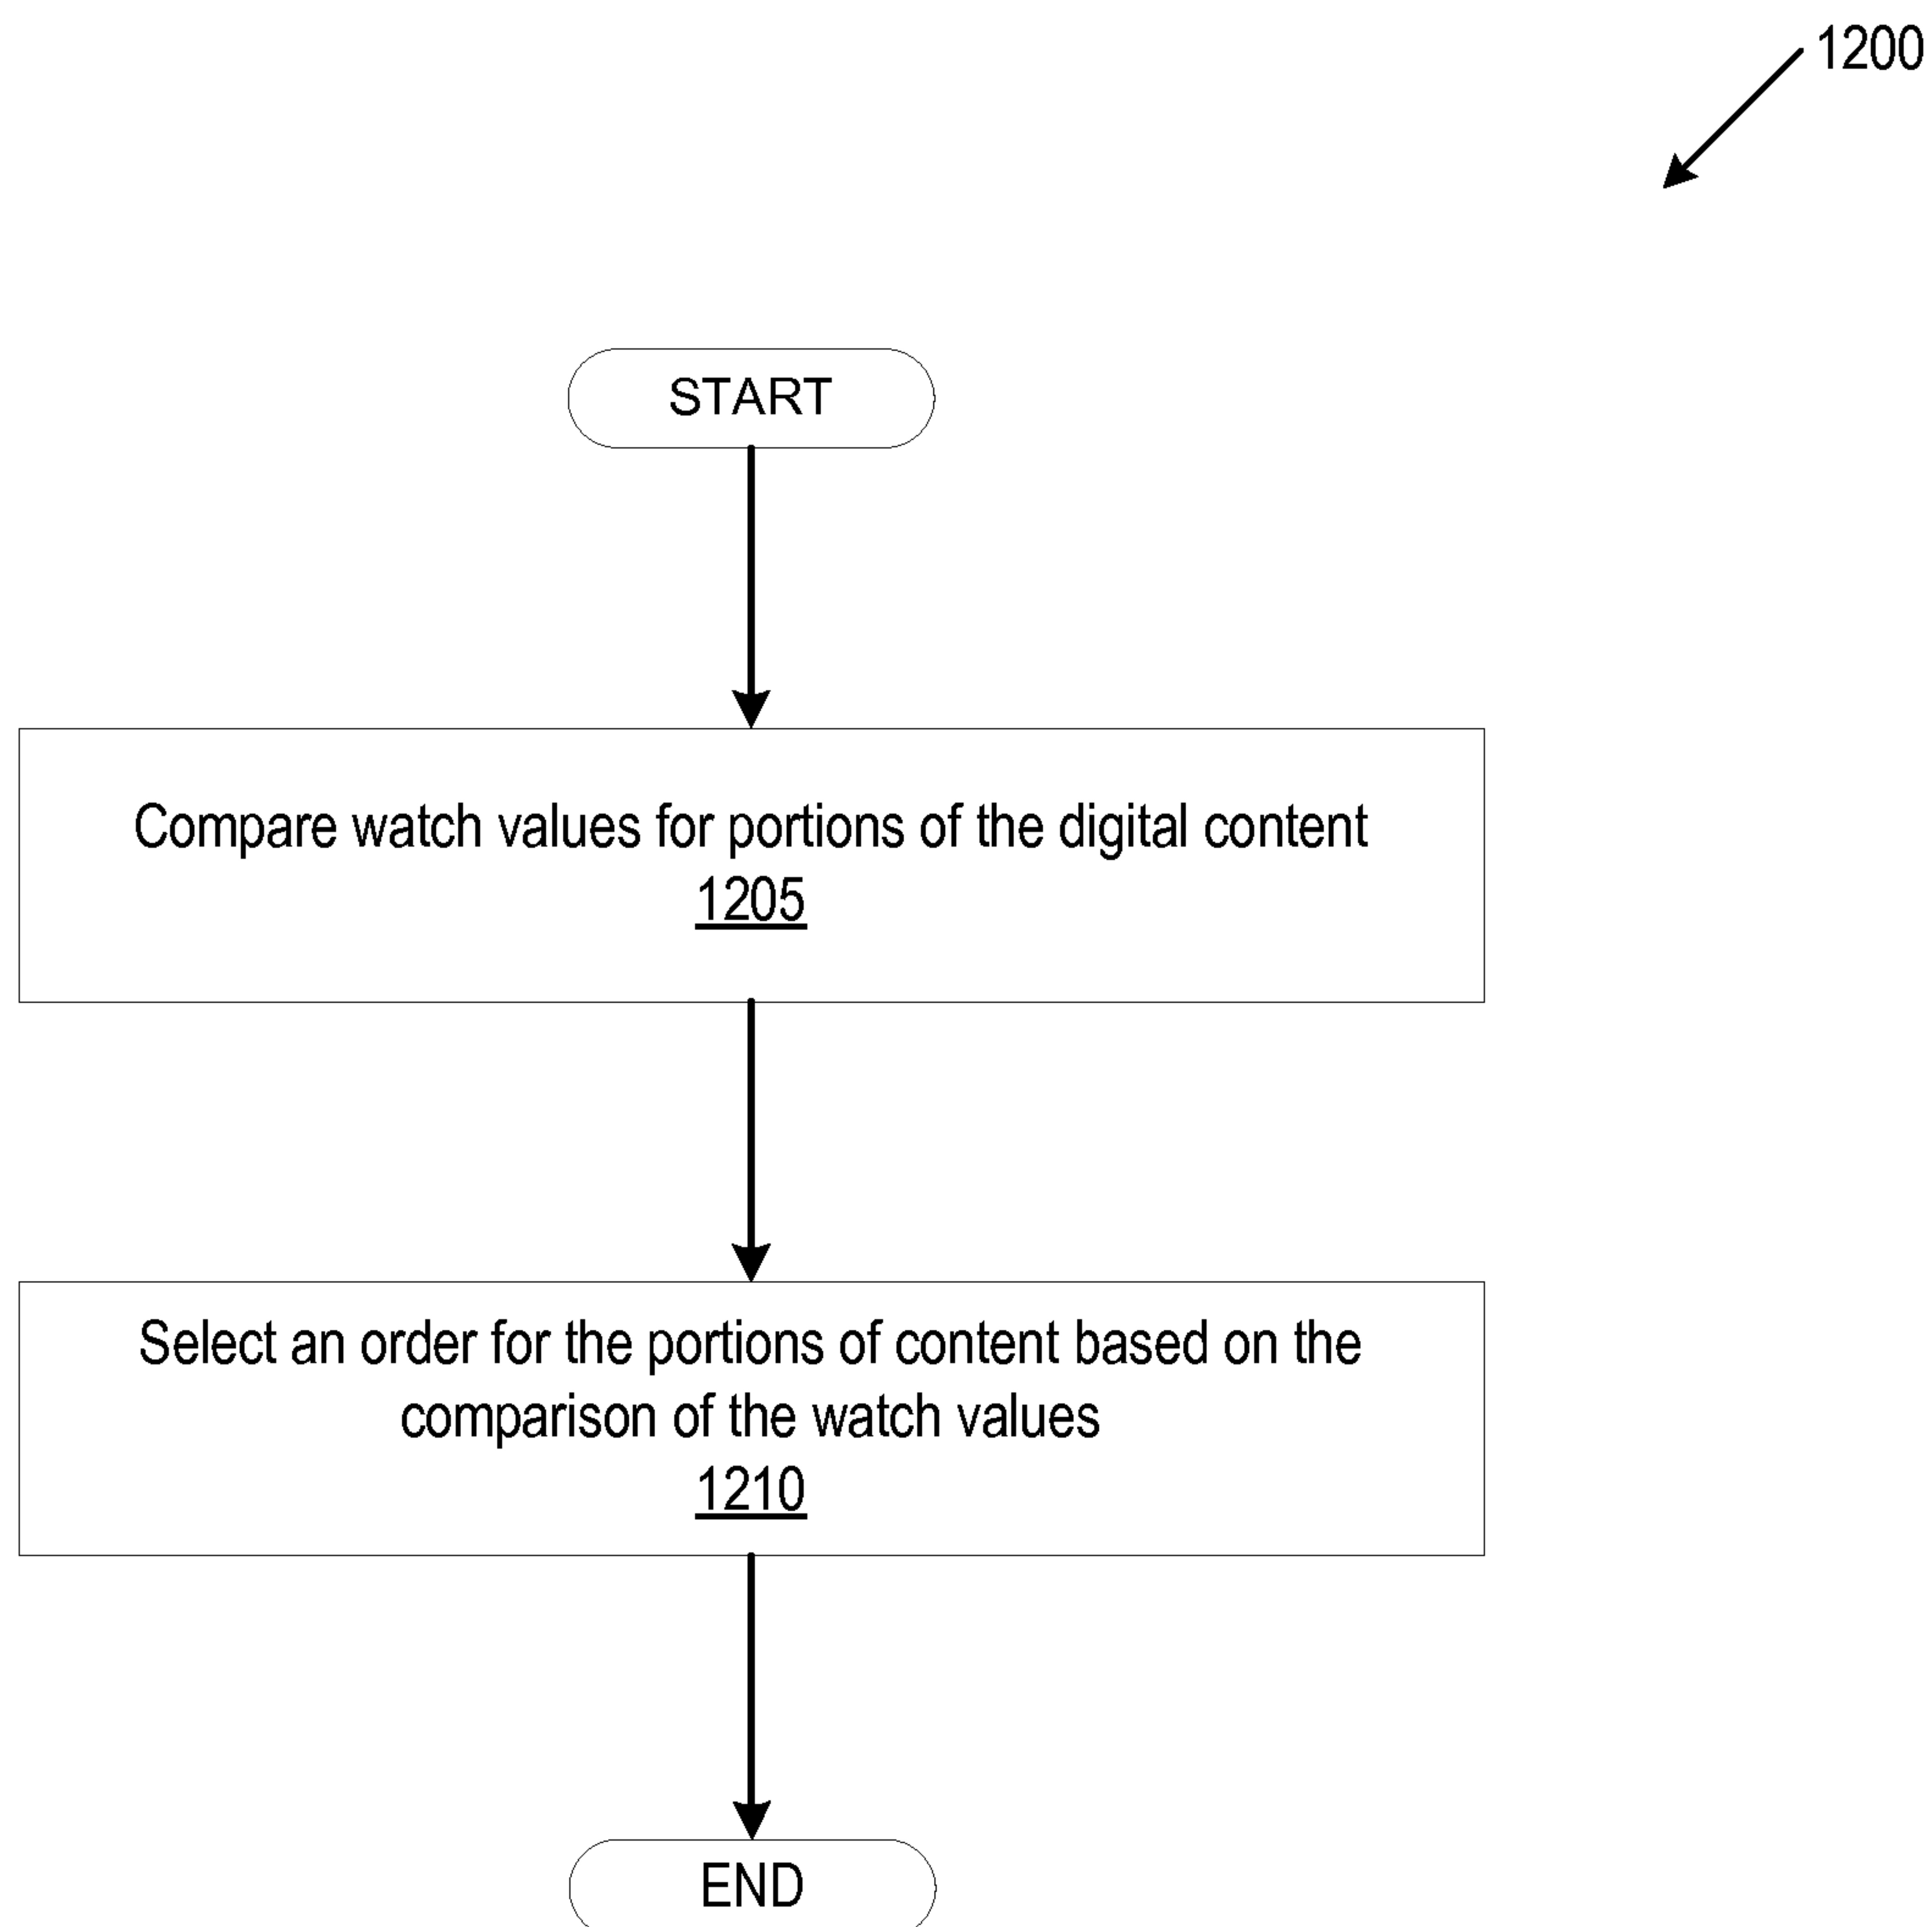 1200
START
Compare watch values for portions of the digital content
1205
Select an order for the portions of content based on the
comparison of the watch values
1210
END